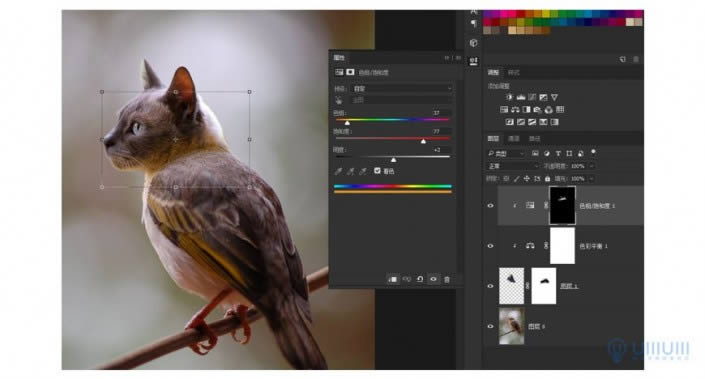 属性
色相/饱和度
预设: 自定
全图
色相: 37
饱和度: 77
明度: +2
着色
调整 样式
添加调整
图层 通道 路径
类型
正常 不透明度: 100%
锁定: 填充: 100%
色相/饱和度 1
色彩平衡 1
图层 1
图层 0
UIIIUIII